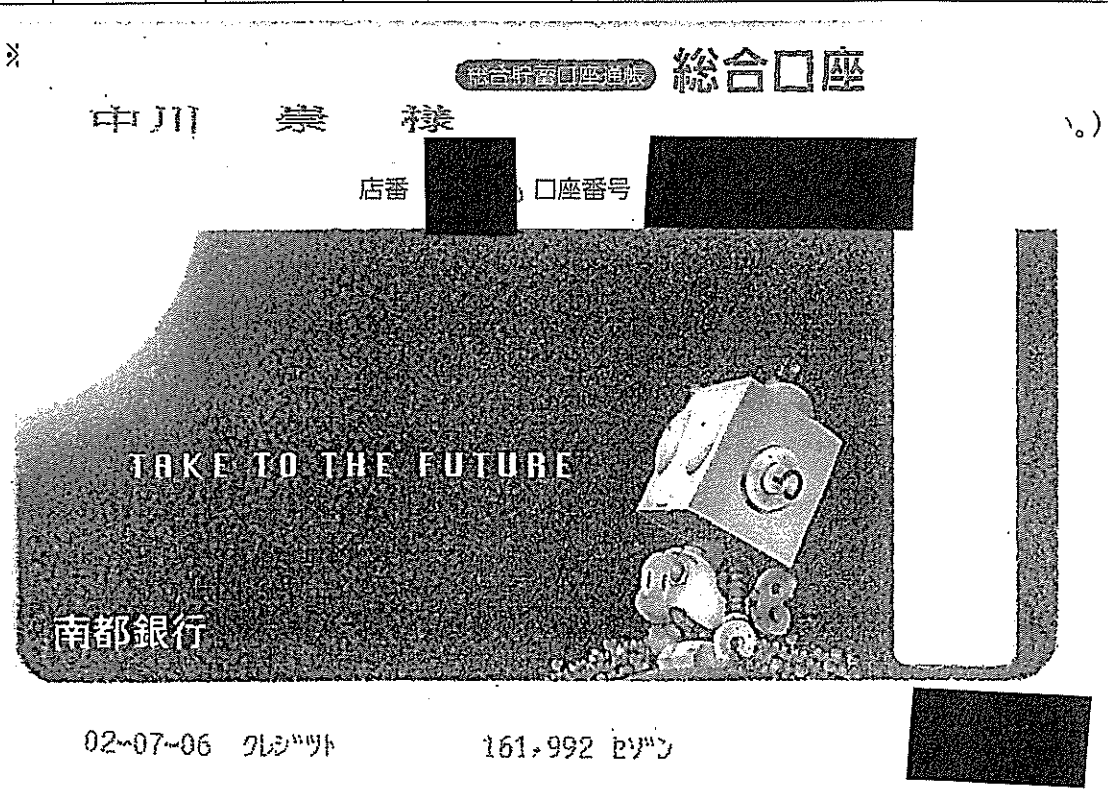 ※
総合貯蓄口座通帳 総合口座
中川 崇 様
。)
店番 口座番号
TAKE TO THE FUTURE
南都銀行
02-07-06 クレジツト 161,992 セゾン